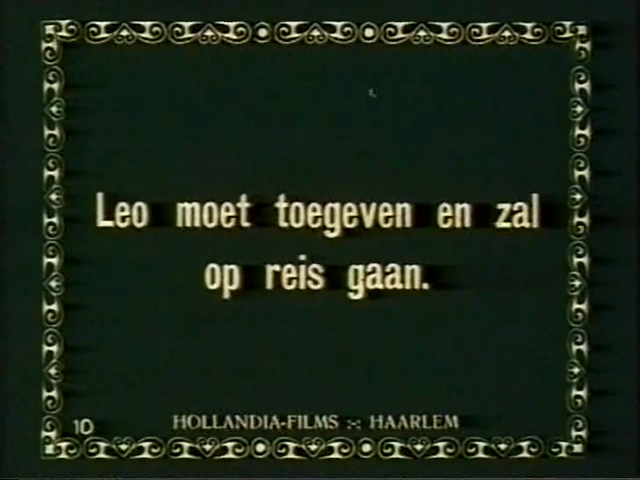 Leo moet toegeven en zal
op reis gaan.
10
HOLLANDIA-FILMS :-: HAARLEM